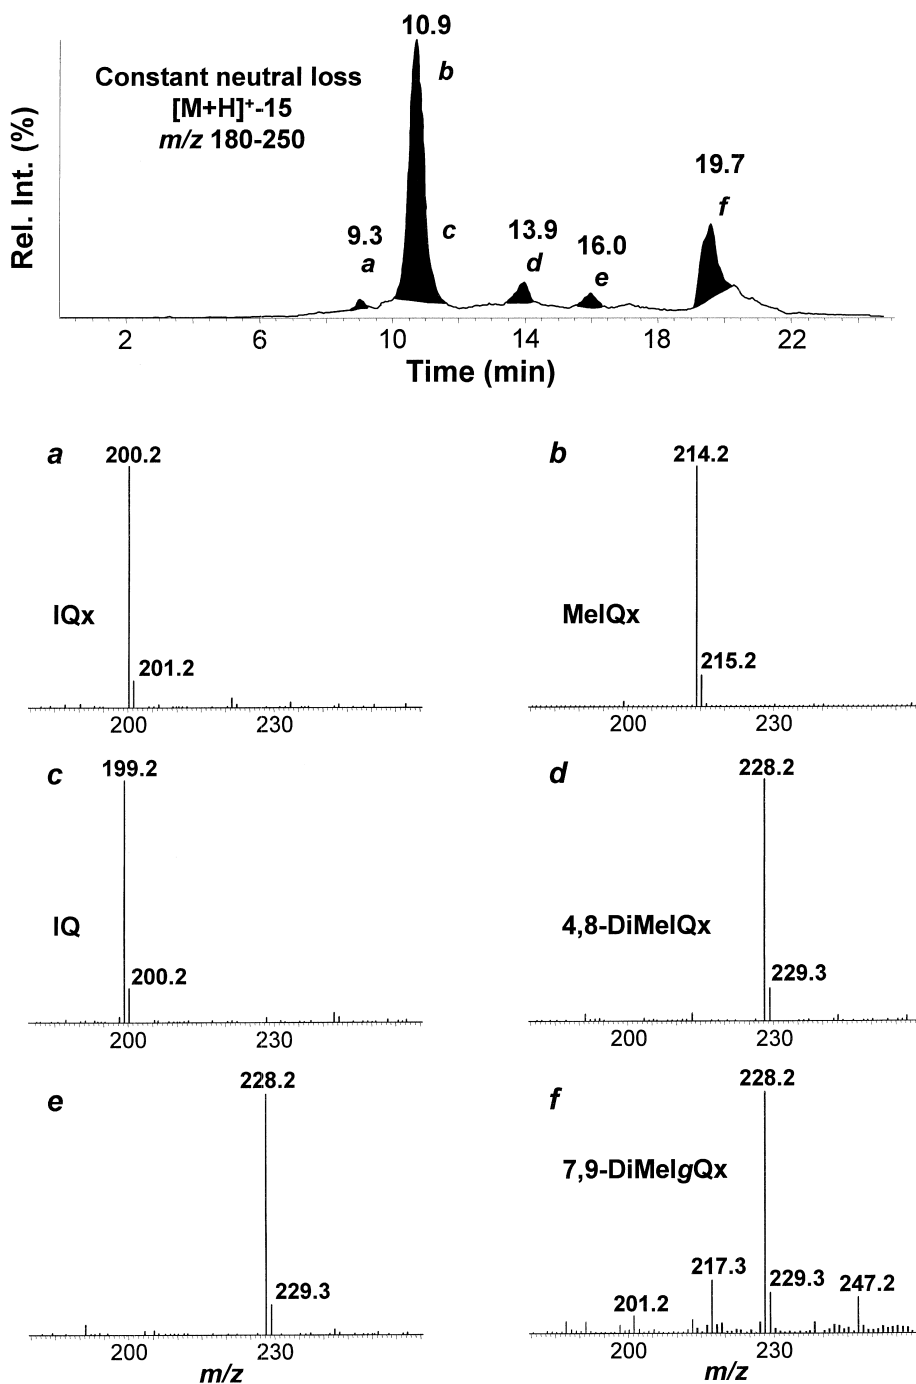 10.9
b
Constant neutral loss
[M+H]⁺-15
m/z 180-250
Rel. Int. (%)
19.7
f
9.3
a
c
13.9
d
16.0
e
2 6 10 14 18 22
Time (min)
a
200.2
IQx
201.2
200 230
b
214.2
MeIQx
215.2
200 230
c
199.2
IQ
200.2
200 230
d
228.2
4,8-DiMeIQx
229.3
200 230
e
228.2
229.3
200 230
m/z
f
228.2
7,9-DiMeIgQx
217.3
229.3
247.2
201.2
200 230
m/z